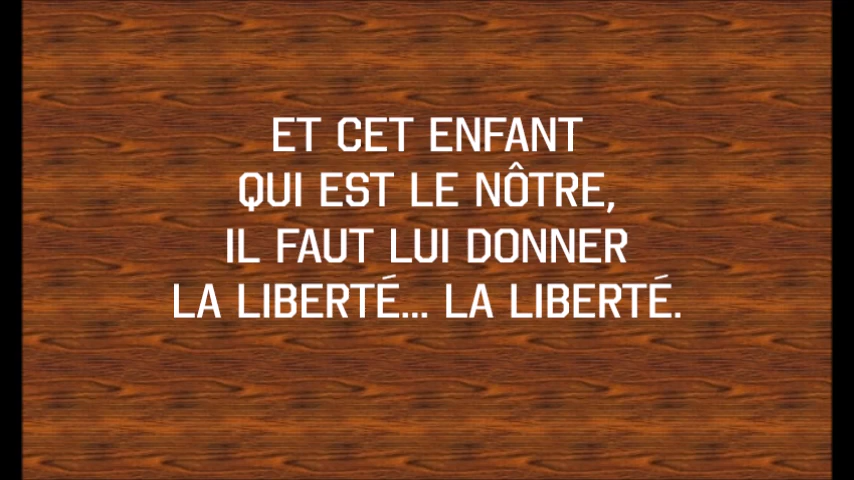 ET CET ENFANT
QUI EST LE NÔTRE,
IL FAUT LUI DONNER
LA LIBERTÉ... LA LIBERTÉ.